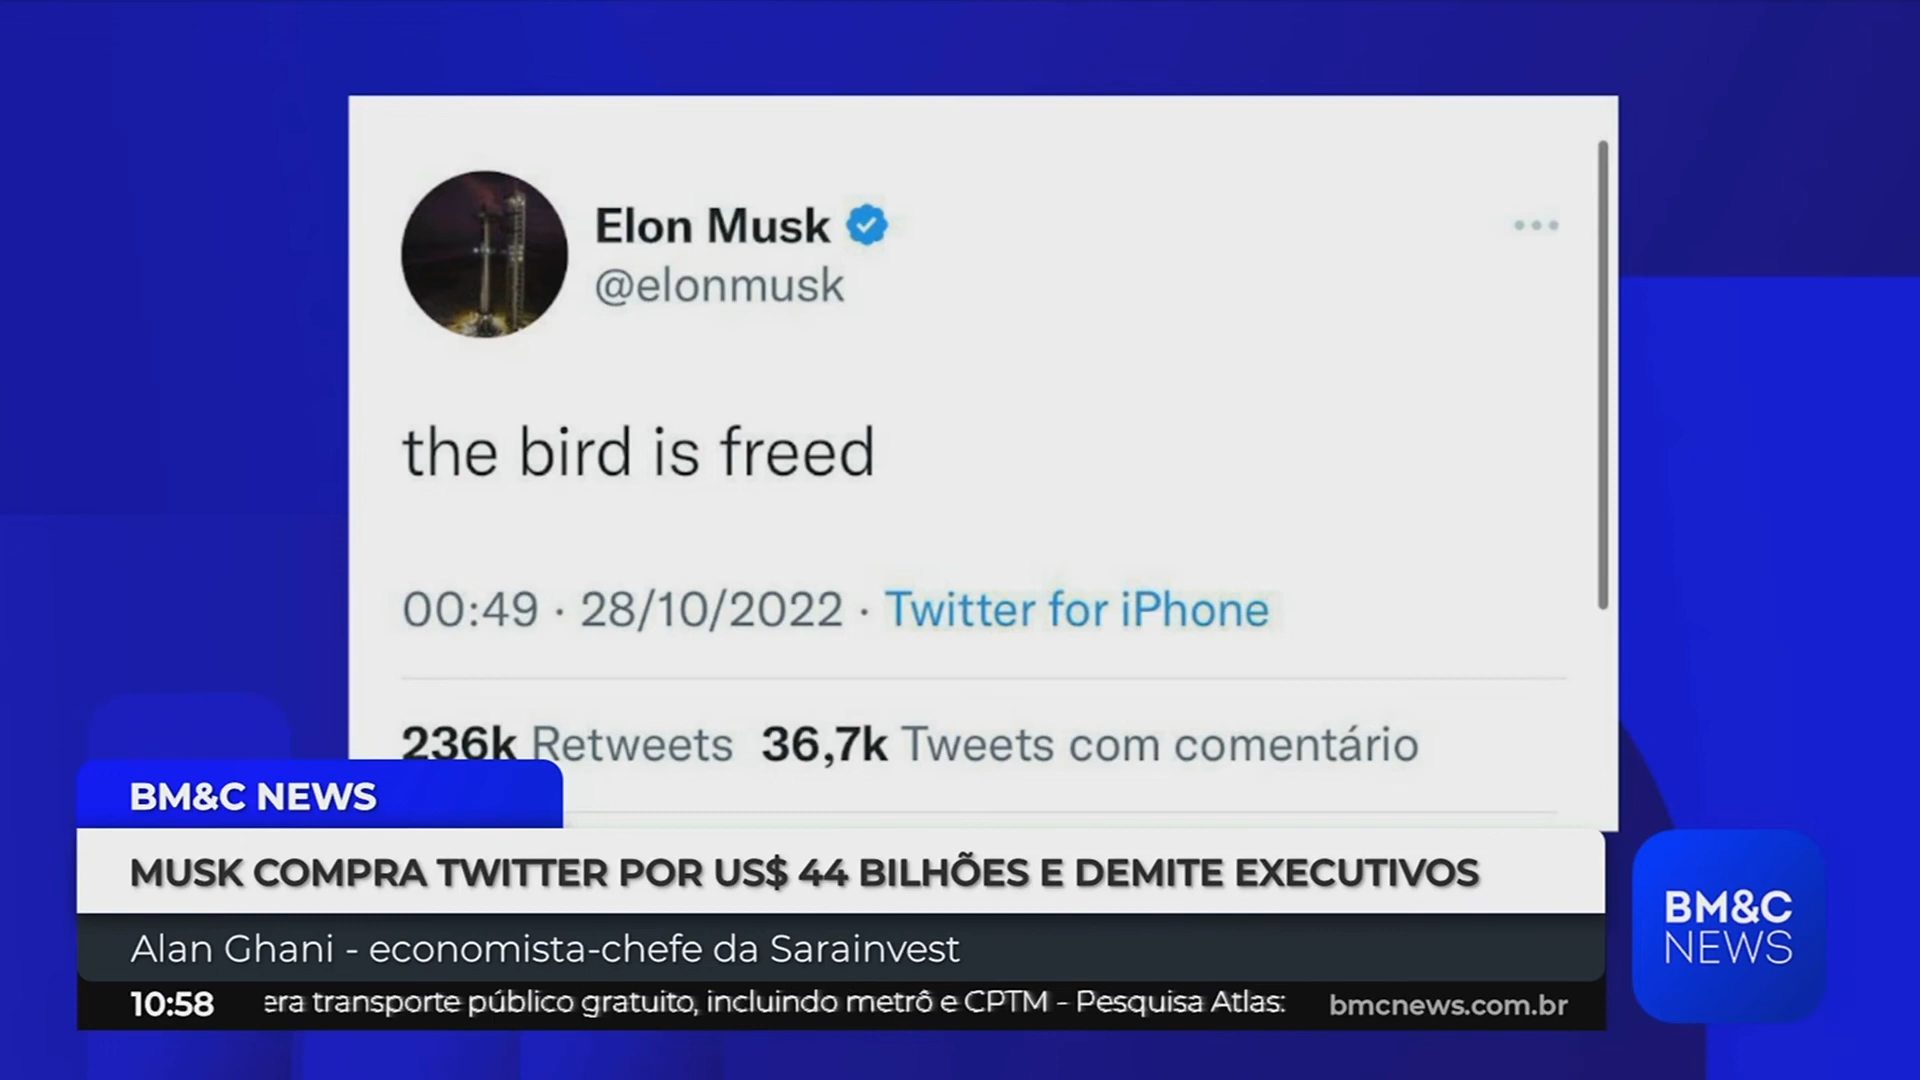 Elon Musk
@elonmusk
the bird is freed
00:49 · 28/10/2022 · Twitter for iPhone
236k Retweets 36,7k Tweets com comentário
BM&C NEWS
MUSK COMPRA TWITTER POR US$ 44 BILHÕES E DEMITE EXECUTIVOS
Alan Ghani - economista-chefe da Sarainvest
10:58 era transporte público gratuito, incluindo metrô e CPTM - Pesquisa Atlas: bmcnews.com.br
BM&C
NEWS